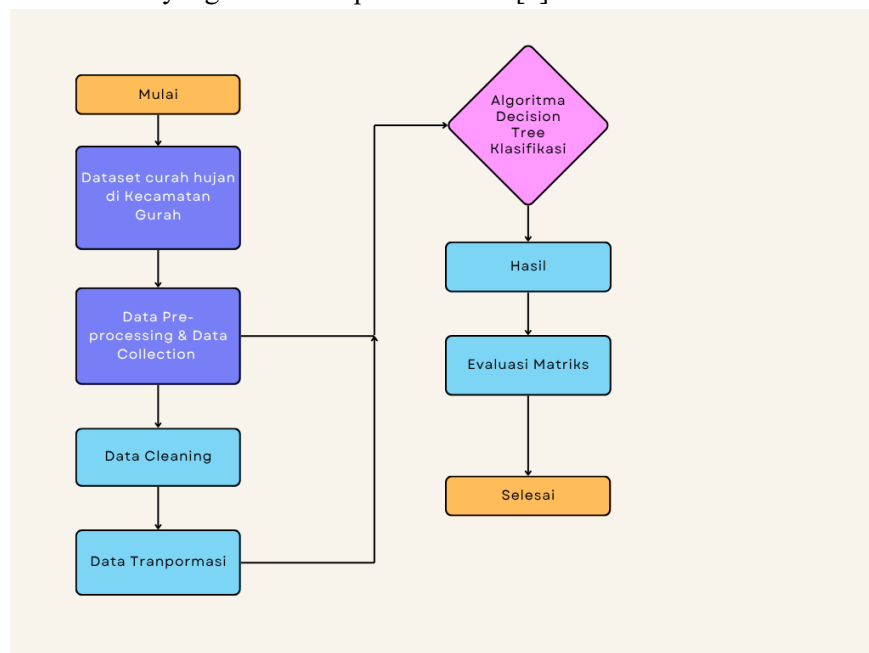 Mulai
Dataset curah hujan
di Kecamatan
Gurah
Data Pre-
processing & Data
Collection
Data Cleaning
Data Tranpormasi
Algoritma
Decision
Tree
Klasifikasi
Hasil
Evaluasi Matriks
Selesai